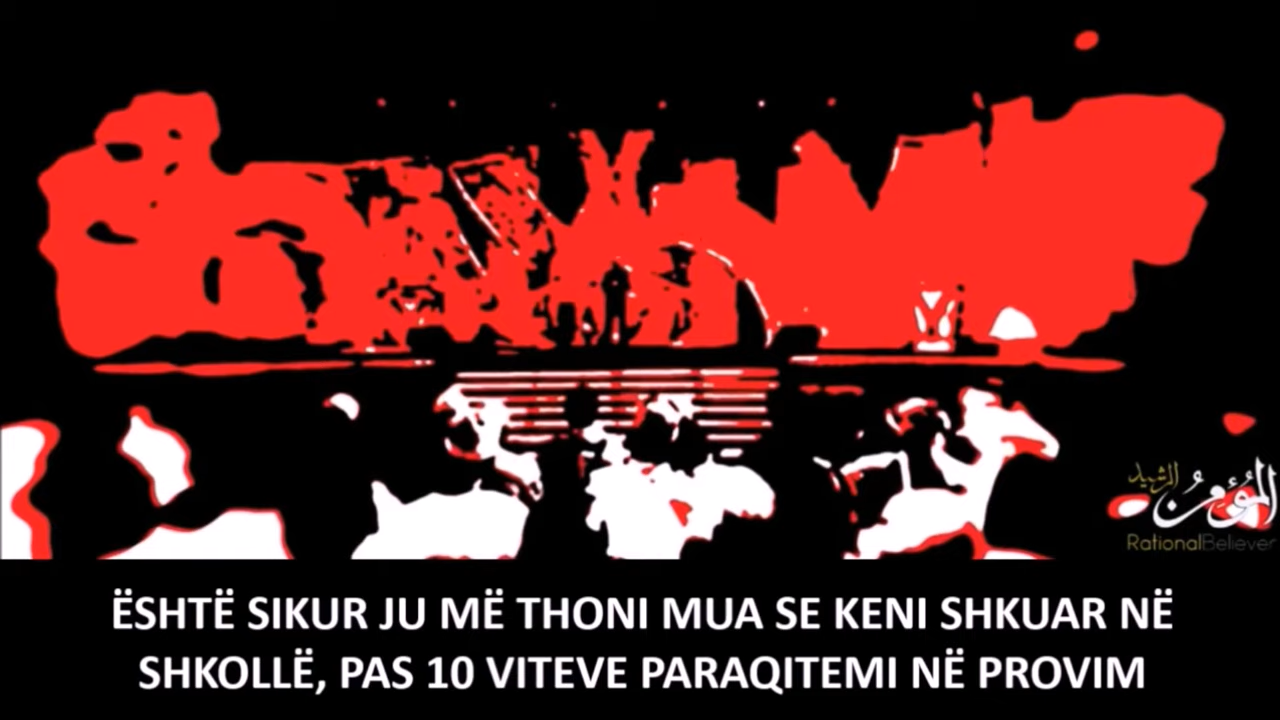 الرشيد
المؤمن
RationalBeliever
ËSHTË SIKUR JU MË THONI MUA SE KENI SHKUAR NË
SHKOLLË, PAS 10 VITEVE PARAQITEMI NË PROVIM